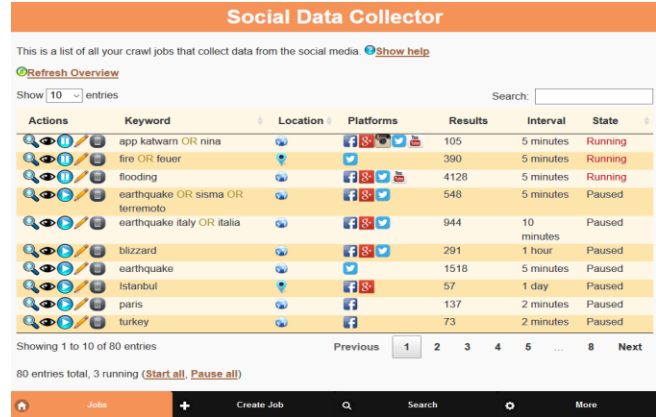 Social Data Collector
This is a list of all your crawl jobs that collect data from the social media. Show help
Refresh Overview
Show 10 entries Search:
Actions Keyword Location Platforms Results Interval State
app katwarn OR nina 105 5 minutes Running
fire OR feuer 390 5 minutes Running
flooding 4128 5 minutes Running
earthquake OR sisma OR 548 5 minutes Paused
terremoto
earthquake italy OR italia 944 10 Paused
minutes
blizzard 291 1 hour Paused
earthquake 1518 5 minutes Paused
Istanbul 57 1 day Paused
paris 137 2 minutes Paused
turkey 73 2 minutes Paused
Showing 1 to 10 of 80 entries Previous 1 2 3 4 5 ... 8 Next
80 entries total, 3 running (Start all, Pause all)
Jobs Create Job Search More